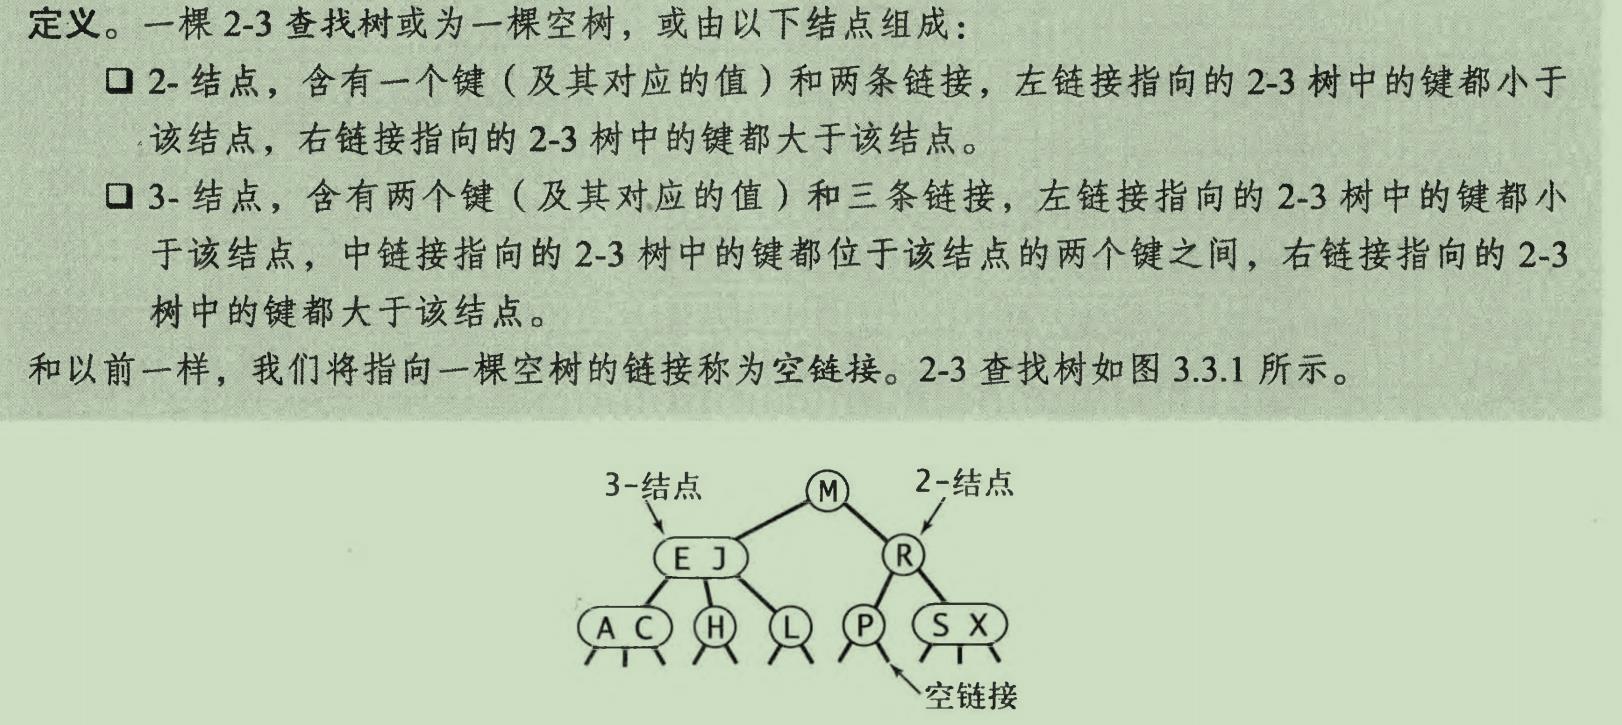 定义。一棵 2-3 查找树或为一棵空树，或由以下结点组成：
❏ 2- 结点，含有一个键（及其对应的值）和两条链接，左链接指向的 2-3 树中的键都小于
该结点，右链接指向的 2-3 树中的键都大于该结点。
❏ 3- 结点，含有两个键（及其对应的值）和三条链接，左链接指向的 2-3 树中的键都小
于该结点，中链接指向的 2-3 树中的键都位于该结点的两个键之间，右链接指向的 2-3
树中的键都大于该结点。
和以前一样，我们将指向一棵空树的链接称为空链接。2-3 查找树如图 3.3.1 所示。
3-结点 M 2-结点
E J R
A C H L P S X
空链接